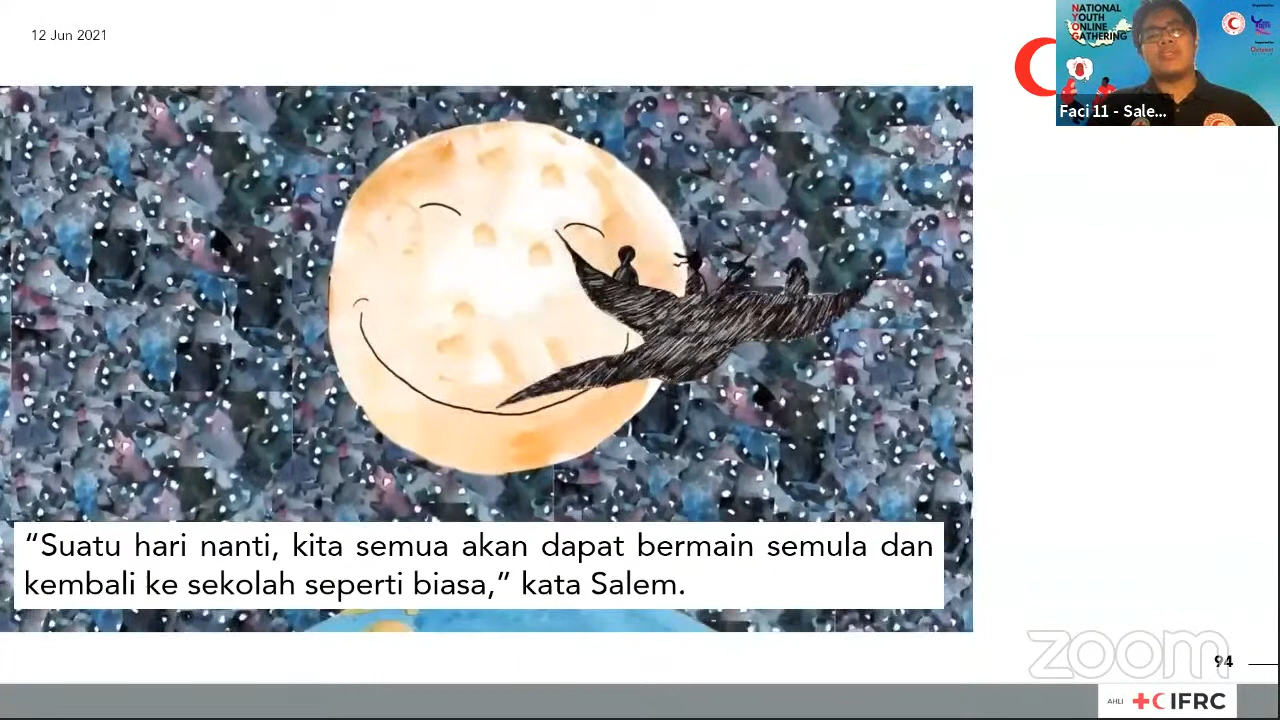 12 Jun 2021
NATIONAL
YOUTH
ONLINE
GATHERING
Faci 11 - Sale...
“Suatu hari nanti, kita semua akan dapat bermain semula dan
kembali ke sekolah seperti biasa,” kata Salem.
zoom
94
AHLI IFRC